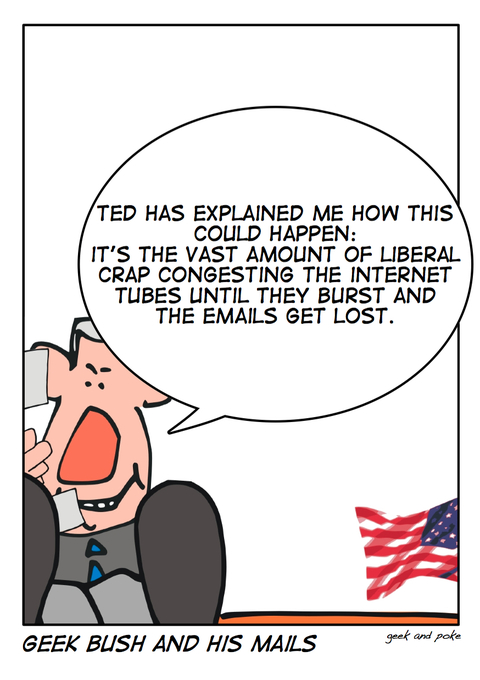 TED HAS EXPLAINED ME HOW THIS
COULD HAPPEN:
IT'S THE VAST AMOUNT OF LIBERAL
CRAP CONGESTING THE INTERNET
TUBES UNTIL THEY BURST AND
THE EMAILS GET LOST.
GEEK BUSH AND HIS MAILS
geek and poke